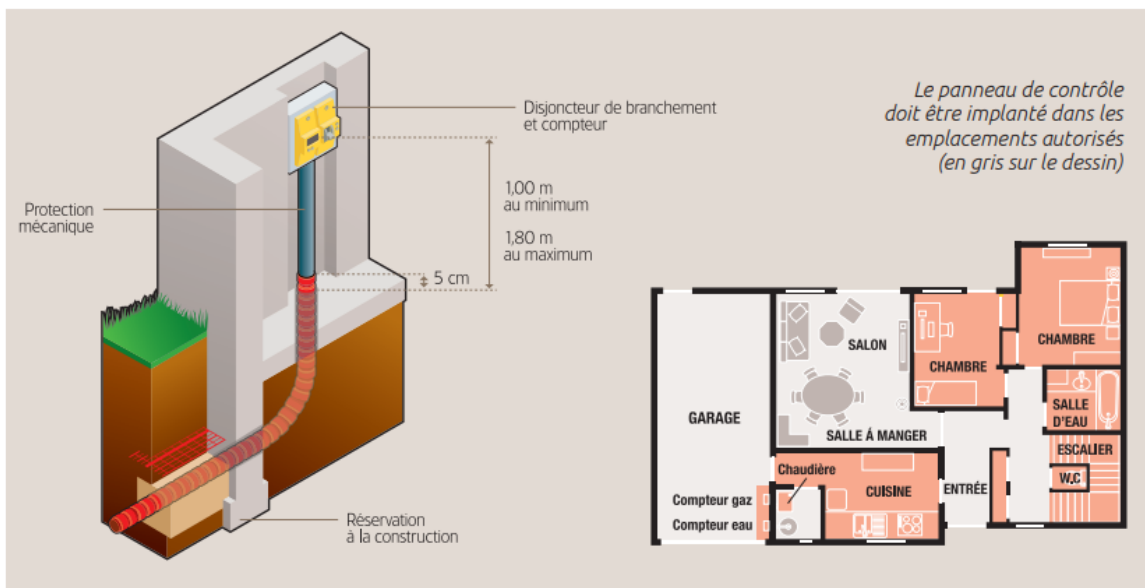 Disjoncteur de branchement
et compteur
1,00 m
au minimum
1,80 m
au maximum
5 cm
Protection
mécanique
Réservation
à la construction
Le panneau de contrôle
doit être implanté dans les
emplacements autorisés
(en gris sur le dessin)
CHAMBRE
SALON
CHAMBRE
GARAGE
SALLE
D'EAU
SALLE Á MANGER
ESCALIER
Chaudière
W.C
CUISINE
ENTRÉE
Compteur gaz
Compteur eau